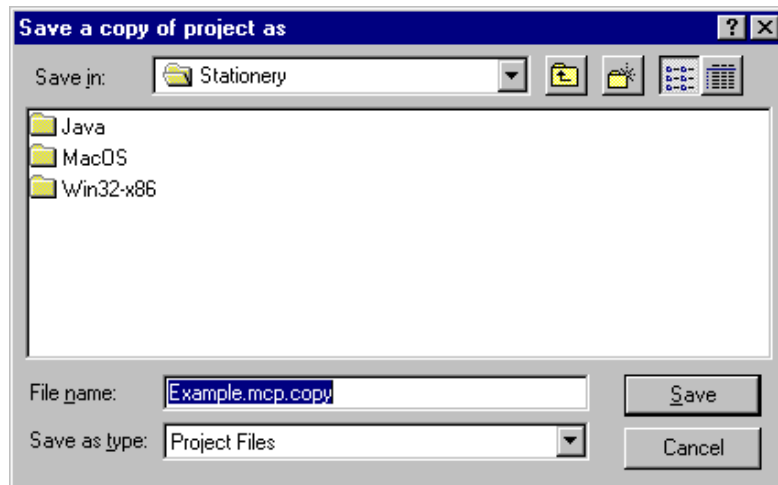 Save a copy of project as
Save in: Stationery
Java
MacOS
Win32-x86
File name: Example.mcp.copy Save
Save as type: Project Files Cancel